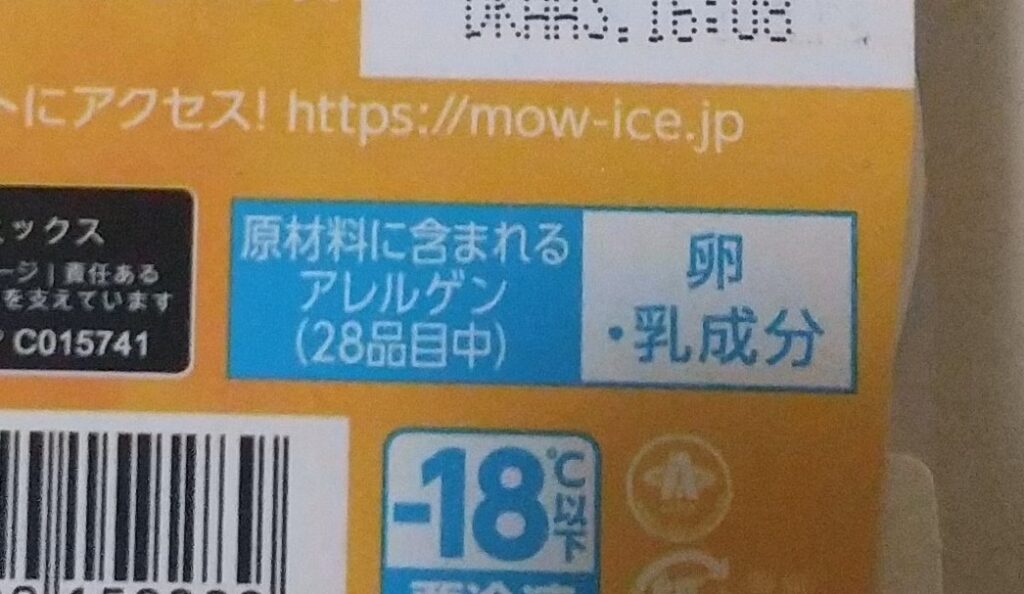 トにアクセス! https://mow-ice.jp
ックス
ージ|責任ある
を支えています
C015741
原材料に含まれる
アレルゲン
(28品目中)
卵
・乳成分
-18℃以下